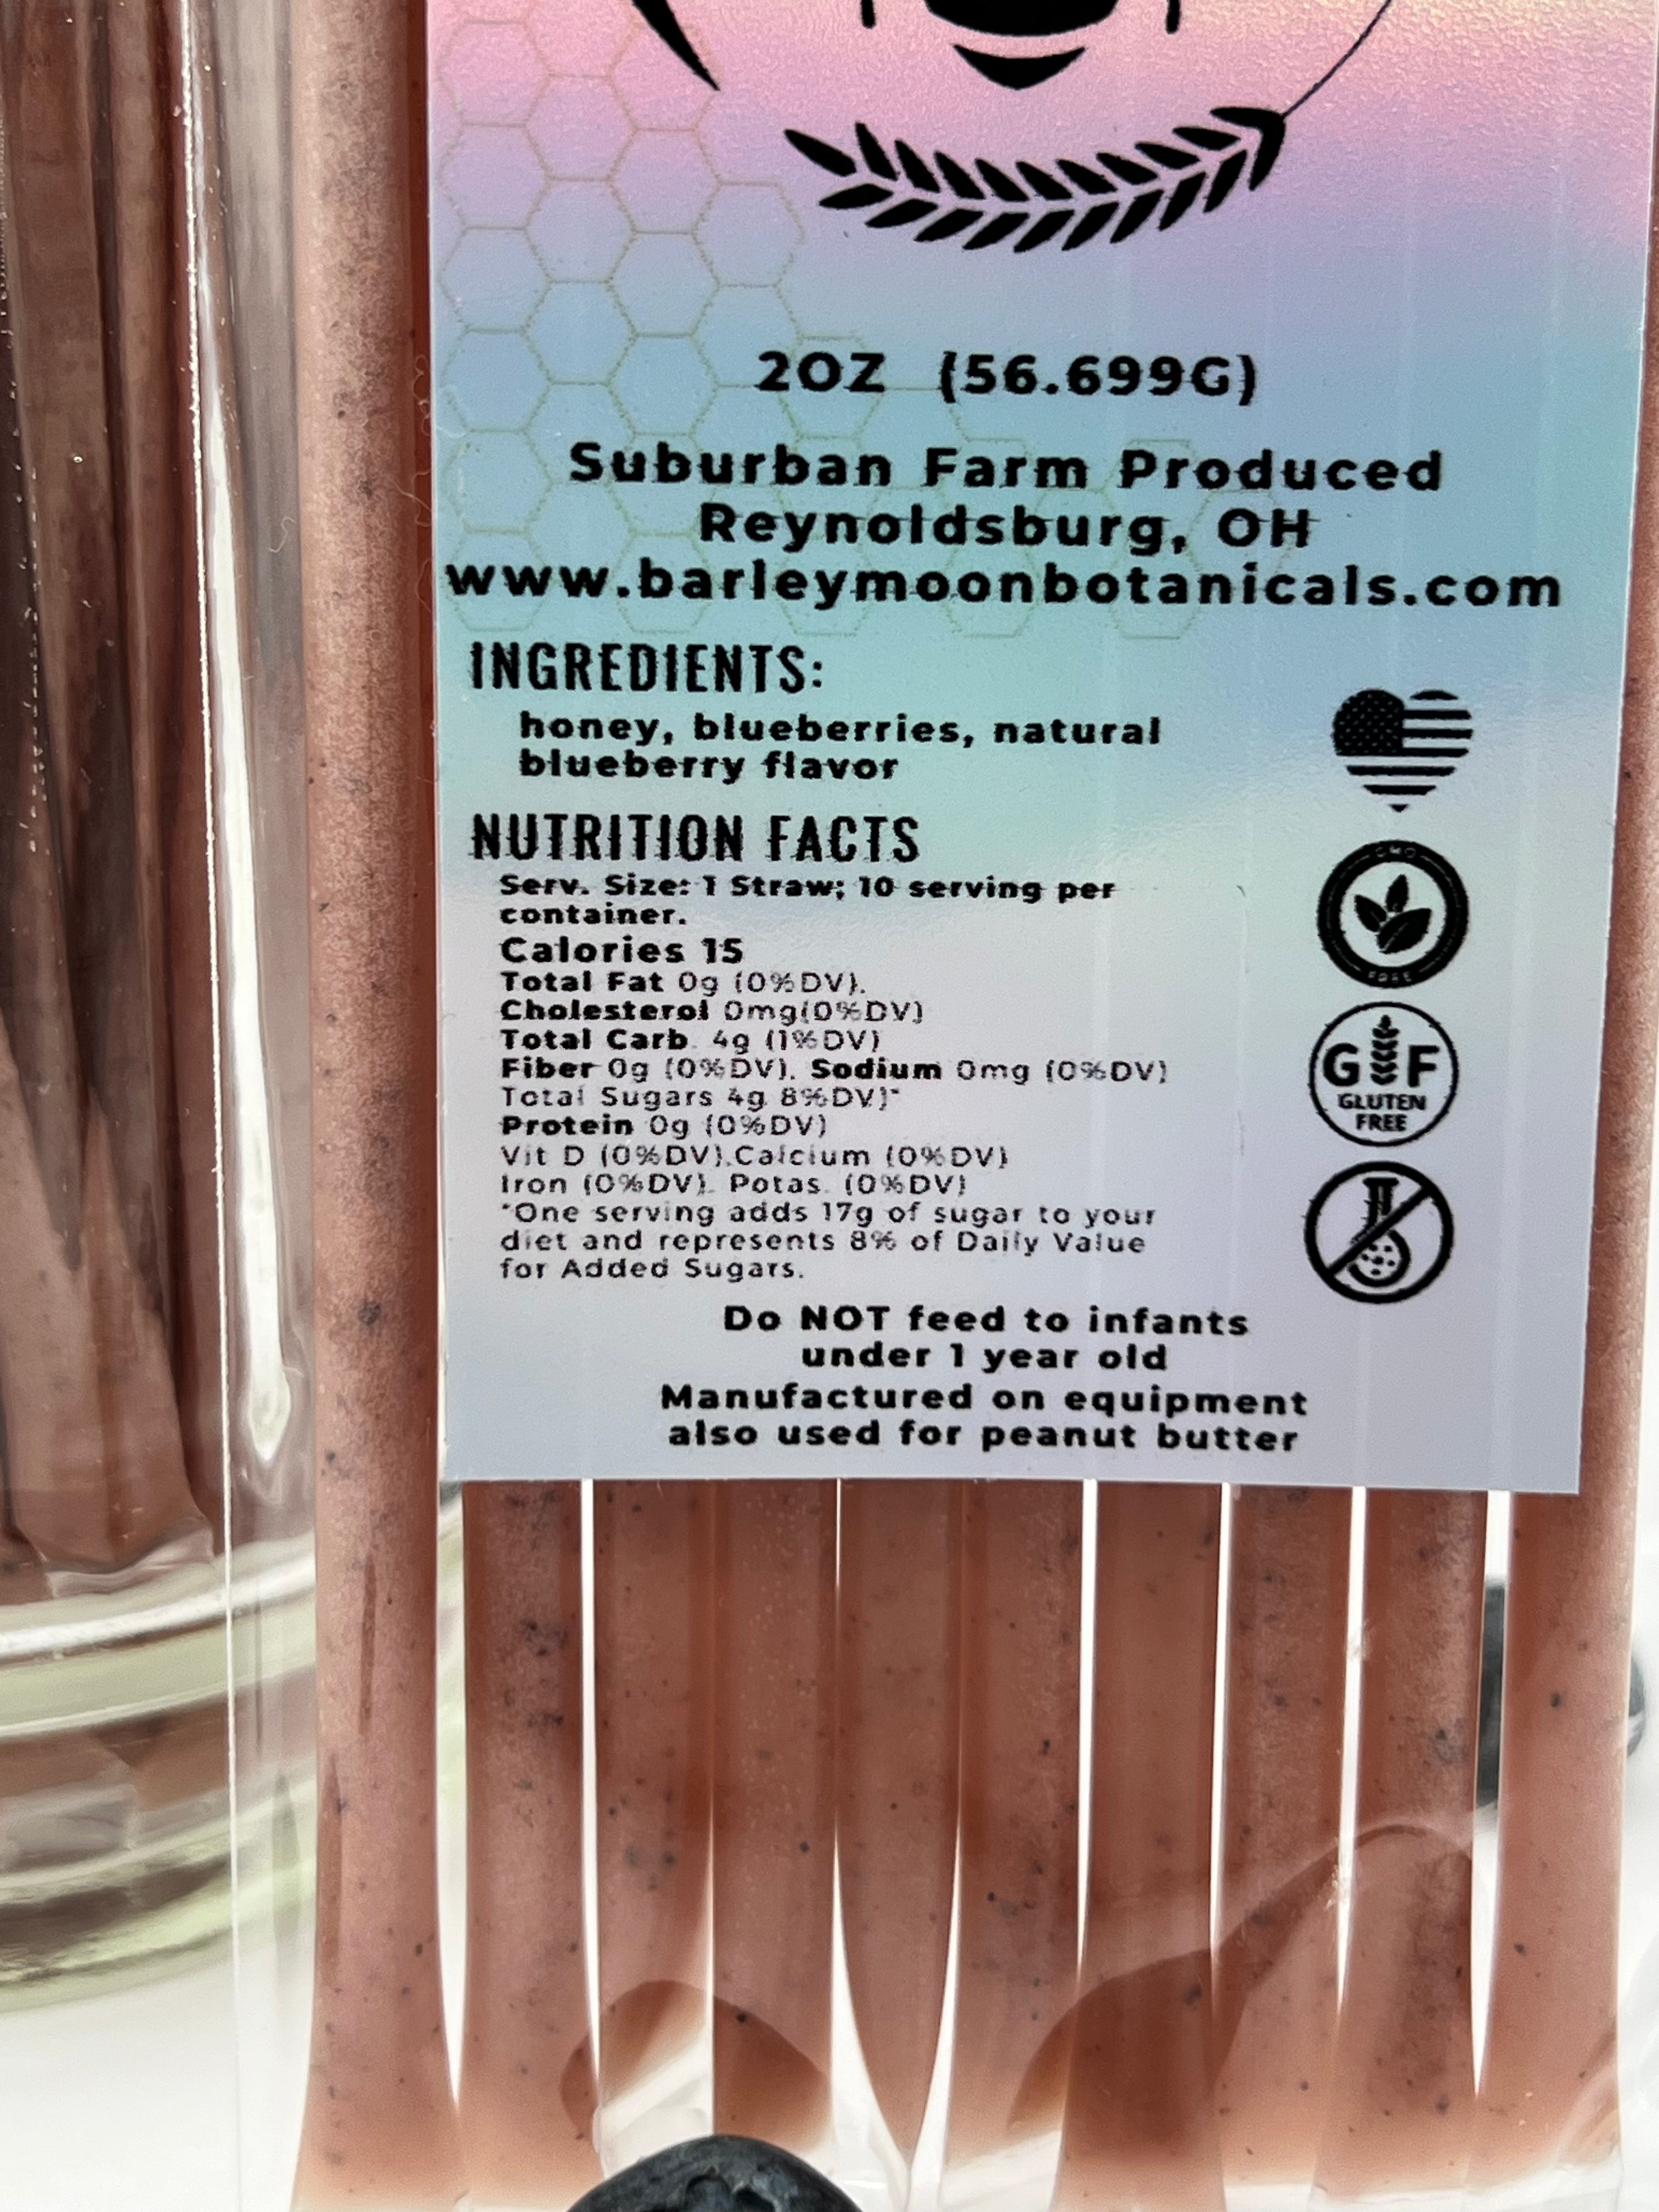 2OZ (56.699G)
Suburban Farm Produced
Reynoldsburg, OH
www.barleymoonbotanicals.com
INGREDIENTS:
honey, blueberries, natural
blueberry flavor
NUTRITION FACTS
Serv. Size: 1 Straw; 10 serving per
container.
Calories 15
Total Fat 0g (0%DV).
Cholesterol 0mg(0%DV)
Total Carb. 4g (1%DV)
Fiber 0g (0%DV). Sodium 0mg (0%DV)
Total Sugars 4g 8%DV)*
Protein 0g (0%DV)
Vit D (0%DV).Calcium (0%DV)
Iron (0%DV). Potas. (0%DV)
*One serving adds 17g of sugar to your
diet and represents 8% of Daily Value
for Added Sugars.
GMO
FREE
G F
GLUTEN
FREE
Do NOT feed to infants
under 1 year old
Manufactured on equipment
also used for peanut butter